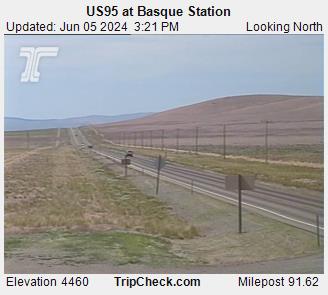 US95 at Basque Station
Updated: Jun 05 2024 3:21 PM Looking North
Elevation 4460 TripCheck.com Milepost 91.62